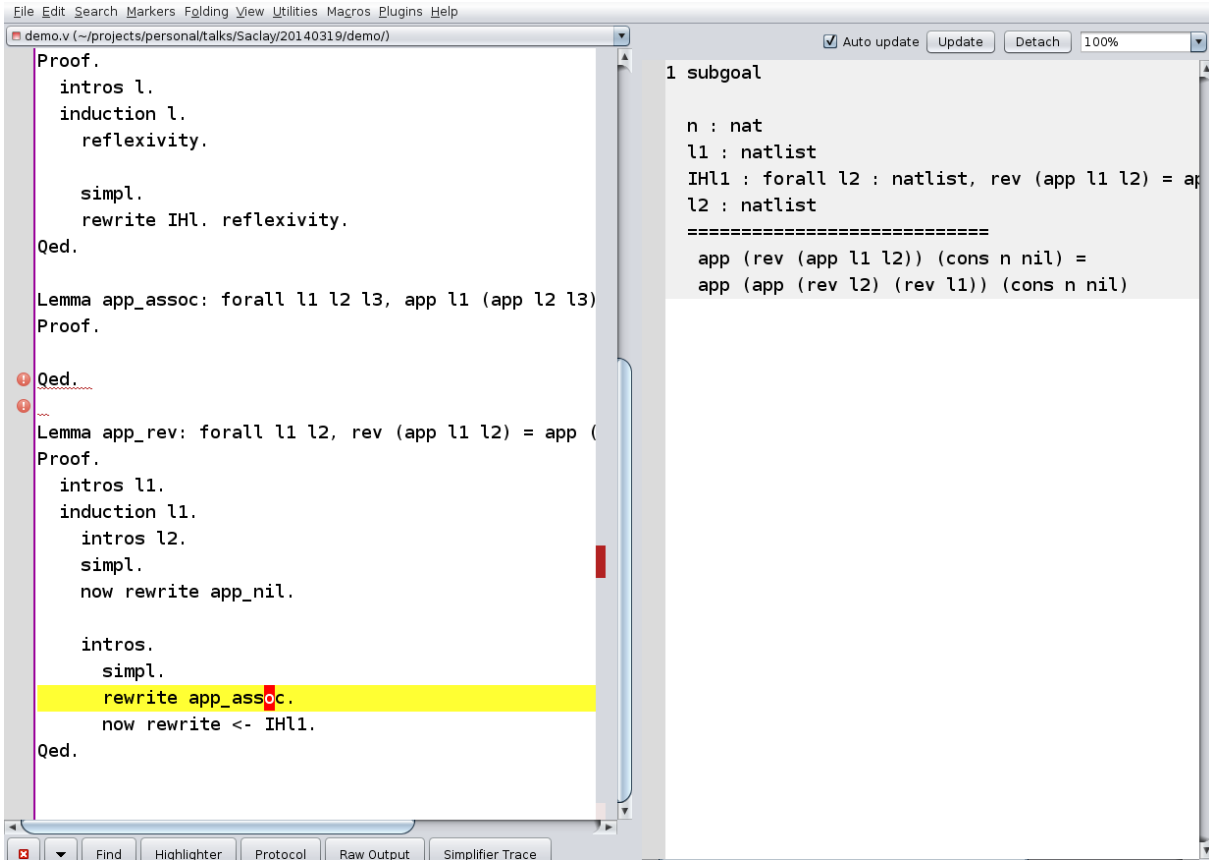 File Edit Search Markers Folding View Utilities Macros Plugins Help
demo.v (~/projects/personal/talks/Saclay/20140319/demo/)
Proof.
intros l.
induction l.
reflexivity.
simpl.
rewrite IHl. reflexivity.
Qed.
Lemma app_assoc: forall l1 l2 l3, app l1 (app l2 l3)
Proof.
Qed.
Lemma app_rev: forall l1 l2, rev (app l1 l2) = app (
Proof.
intros l1.
induction l1.
intros l2.
simpl.
now rewrite app_nil.
intros.
simpl.
rewrite app_assoc.
now rewrite <- IHl1.
Qed.
Find Highlighter Protocol Raw Output Simplifier Trace
Auto update Update Detach 100%
1 subgoal
n : nat
l1 : natlist
IHl1 : forall l2 : natlist, rev (app l1 l2) = ap
l2 : natlist
============================
app (rev (app l1 l2)) (cons n nil) =
app (app (rev l2) (rev l1)) (cons n nil)